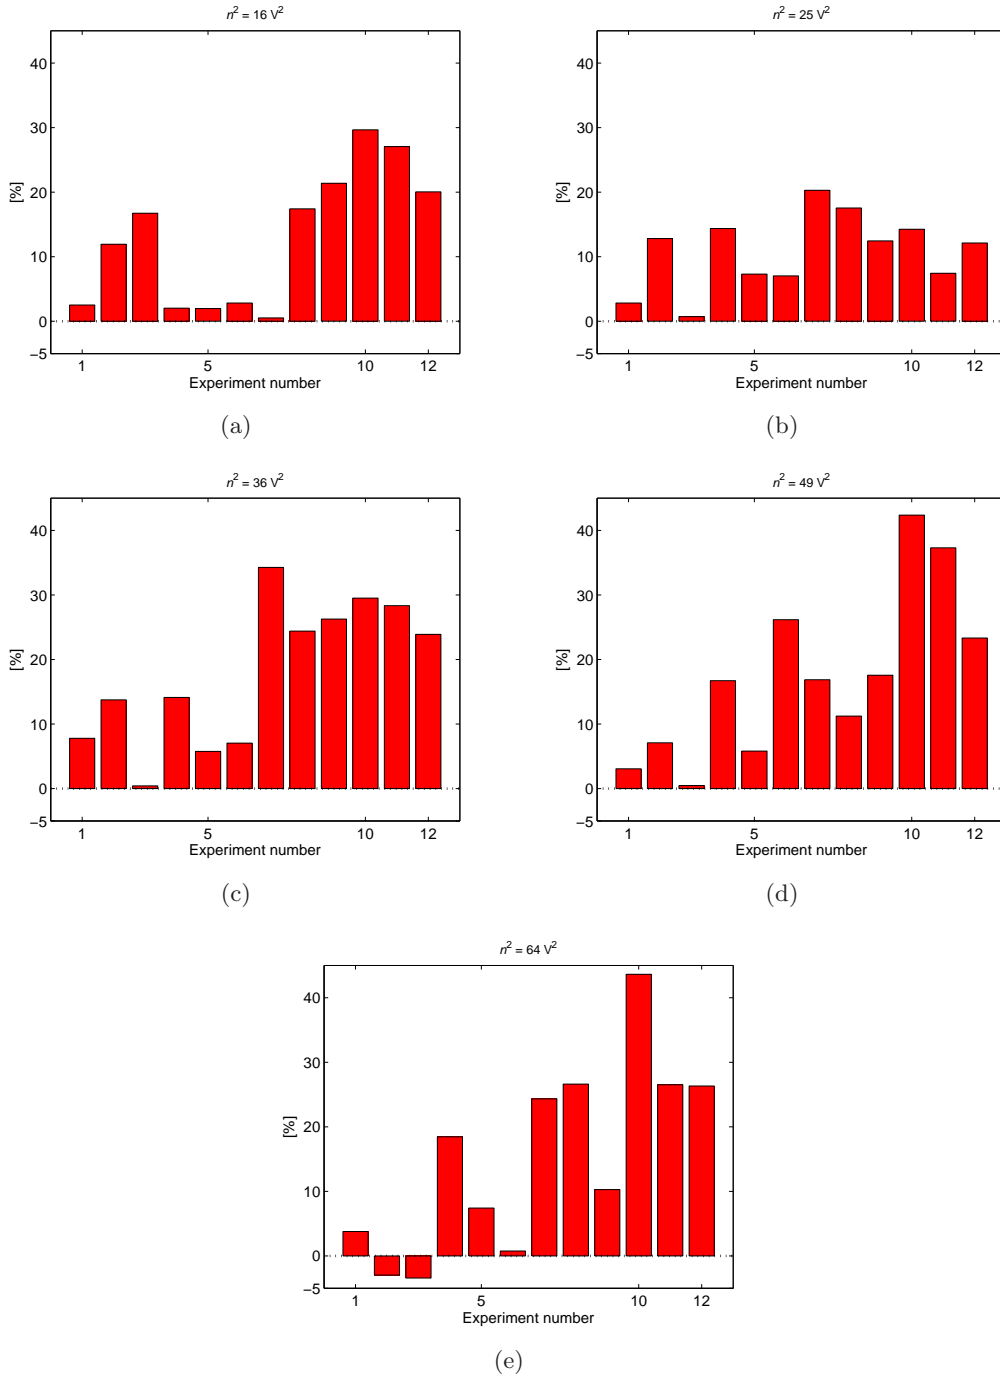 n² = 16 V²
[%]
40
30
20
10
0
−5
1 5 10 12
Experiment number
(a)
n² = 25 V²
[%]
40
30
20
10
0
−5
1 5 10 12
Experiment number
(b)
n² = 36 V²
[%]
40
30
20
10
0
−5
1 5 10 12
Experiment number
(c)
n² = 49 V²
[%]
40
30
20
10
0
−5
1 5 10 12
Experiment number
(d)
n² = 64 V²
[%]
40
30
20
10
0
−5
1 5 10 12
Experiment number
(e)